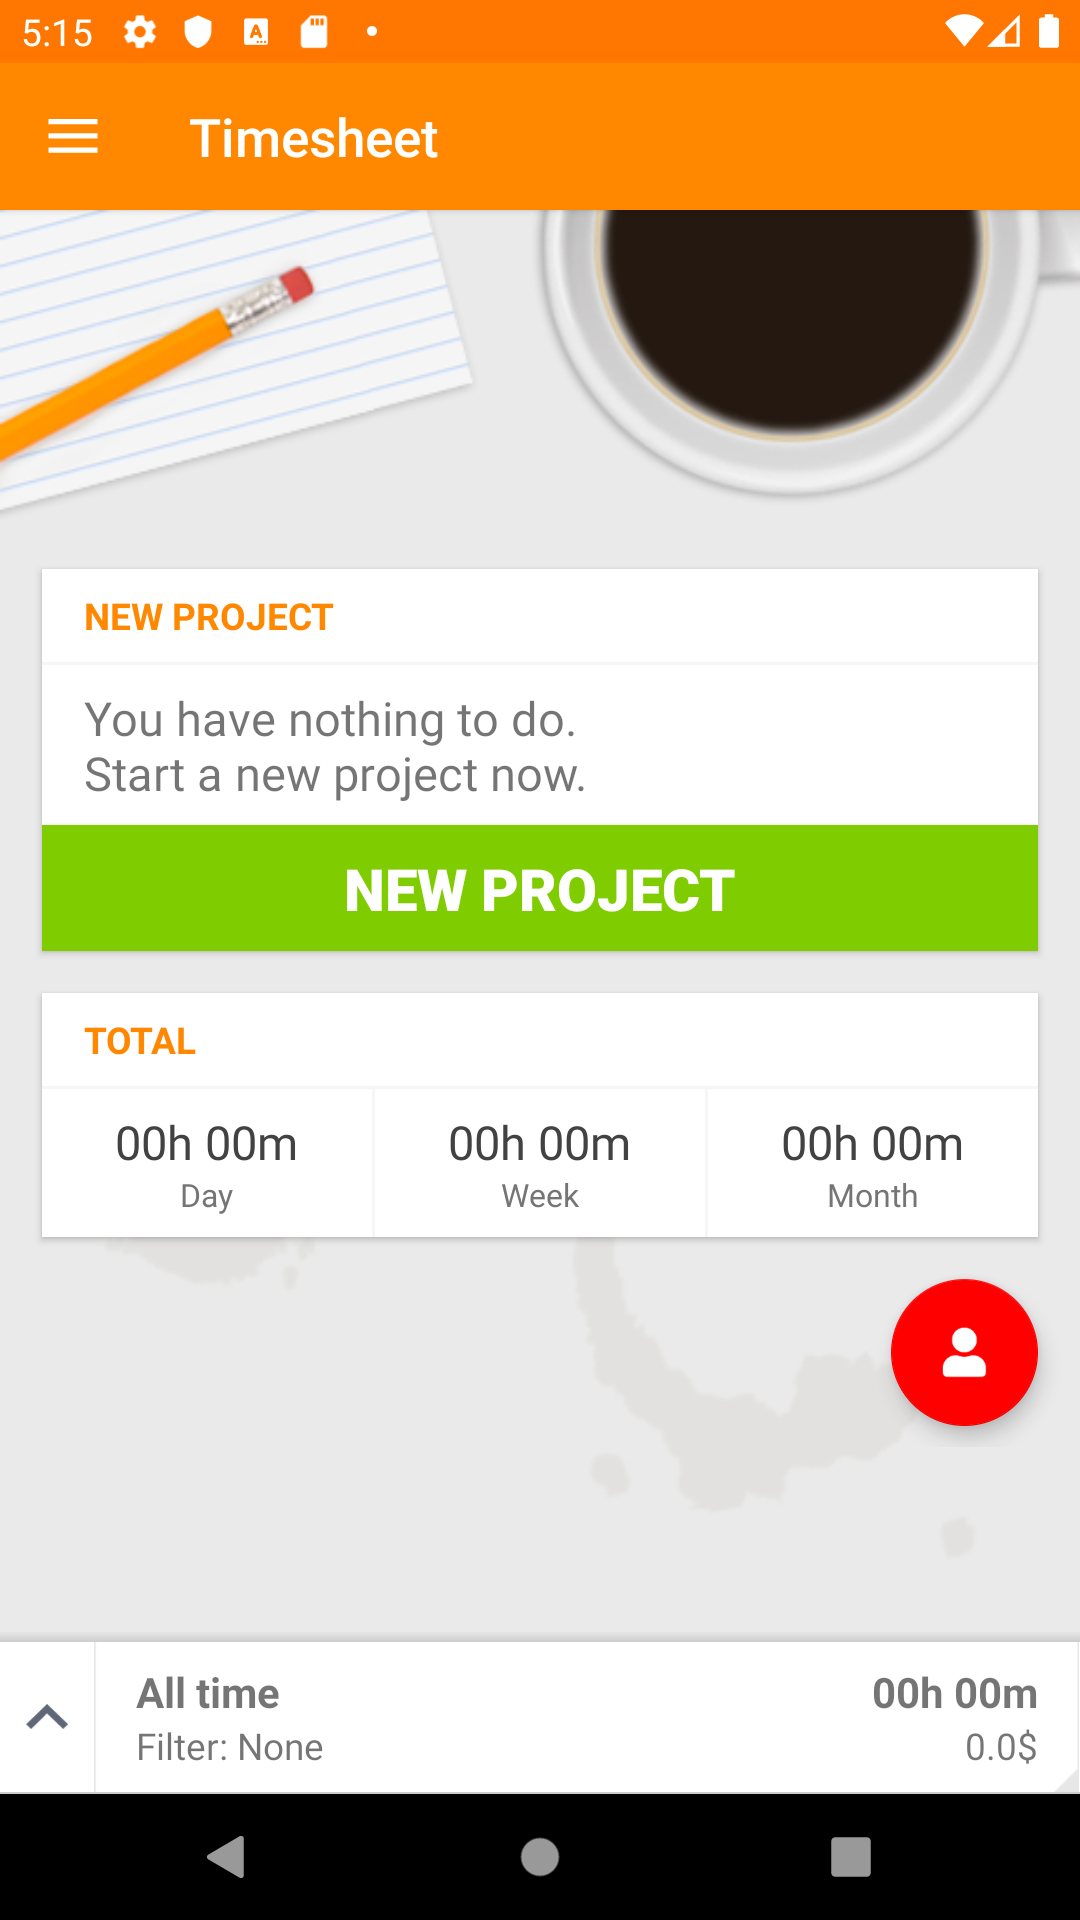 5:15
Timesheet
NEW PROJECT
You have nothing to do.
Start a new project now.
NEW PROJECT
TOTAL
00h 00m
Day
00h 00m
Week
00h 00m
Month
All time
00h 00m
Filter: None
0.0$